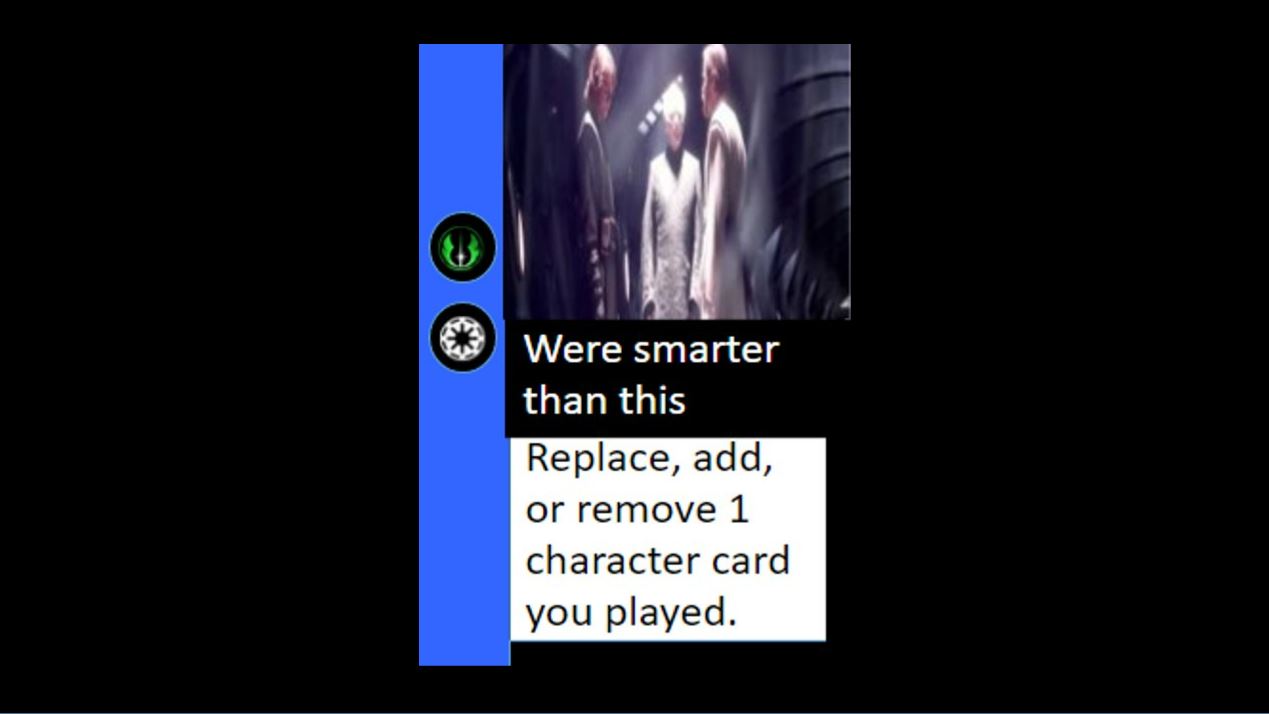 Were smarter
than this
Replace, add,
or remove 1
character card
you played.